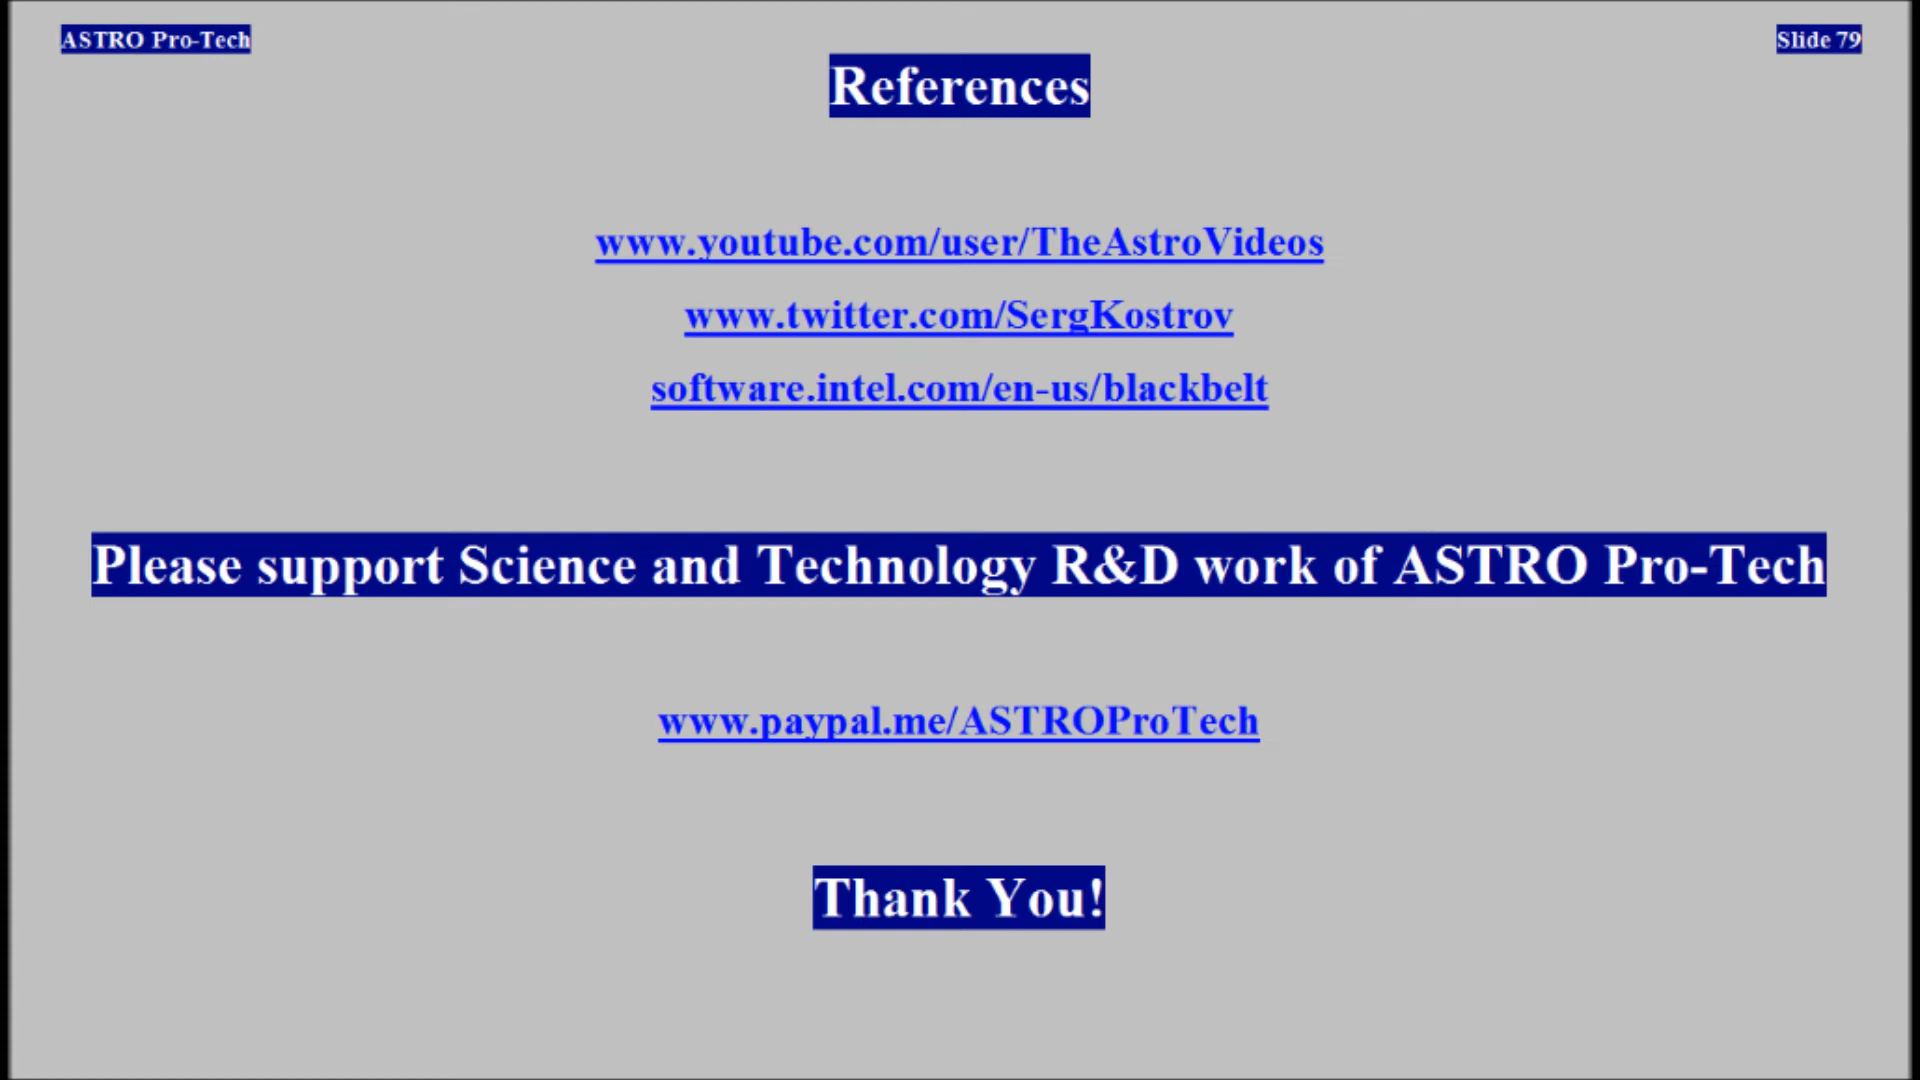 ASTRO Pro-Tech
Slide 79
References
www.youtube.com/user/TheAstroVideos
www.twitter.com/SergKostrov
software.intel.com/en-us/blackbelt
Please support Science and Technology R&D work of ASTRO Pro-Tech
www.paypal.me/ASTROProTech
Thank You!